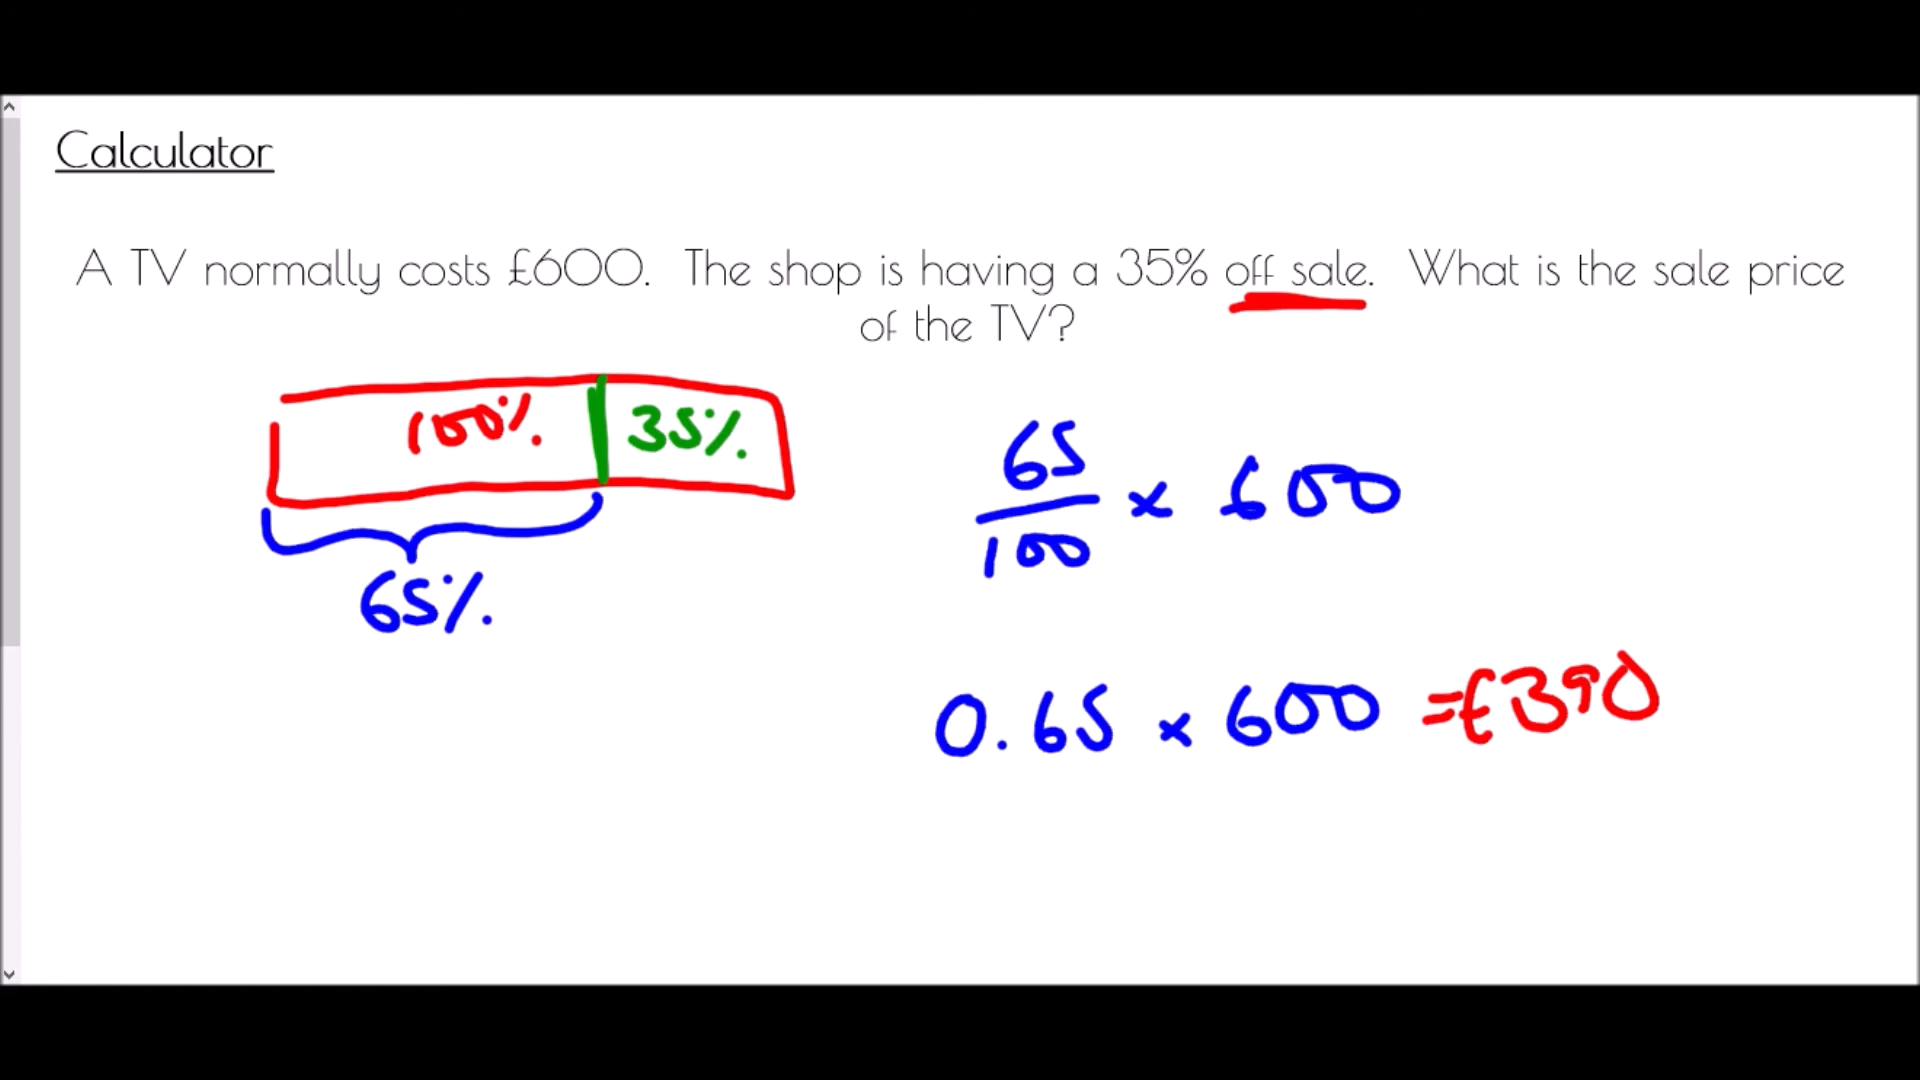 Calculator
A TV normally costs £600. The shop is having a 35% off sale. What is the sale price
of the TV?
100% 35%
65%
65
100
× 600
0.65 × 600 = £390